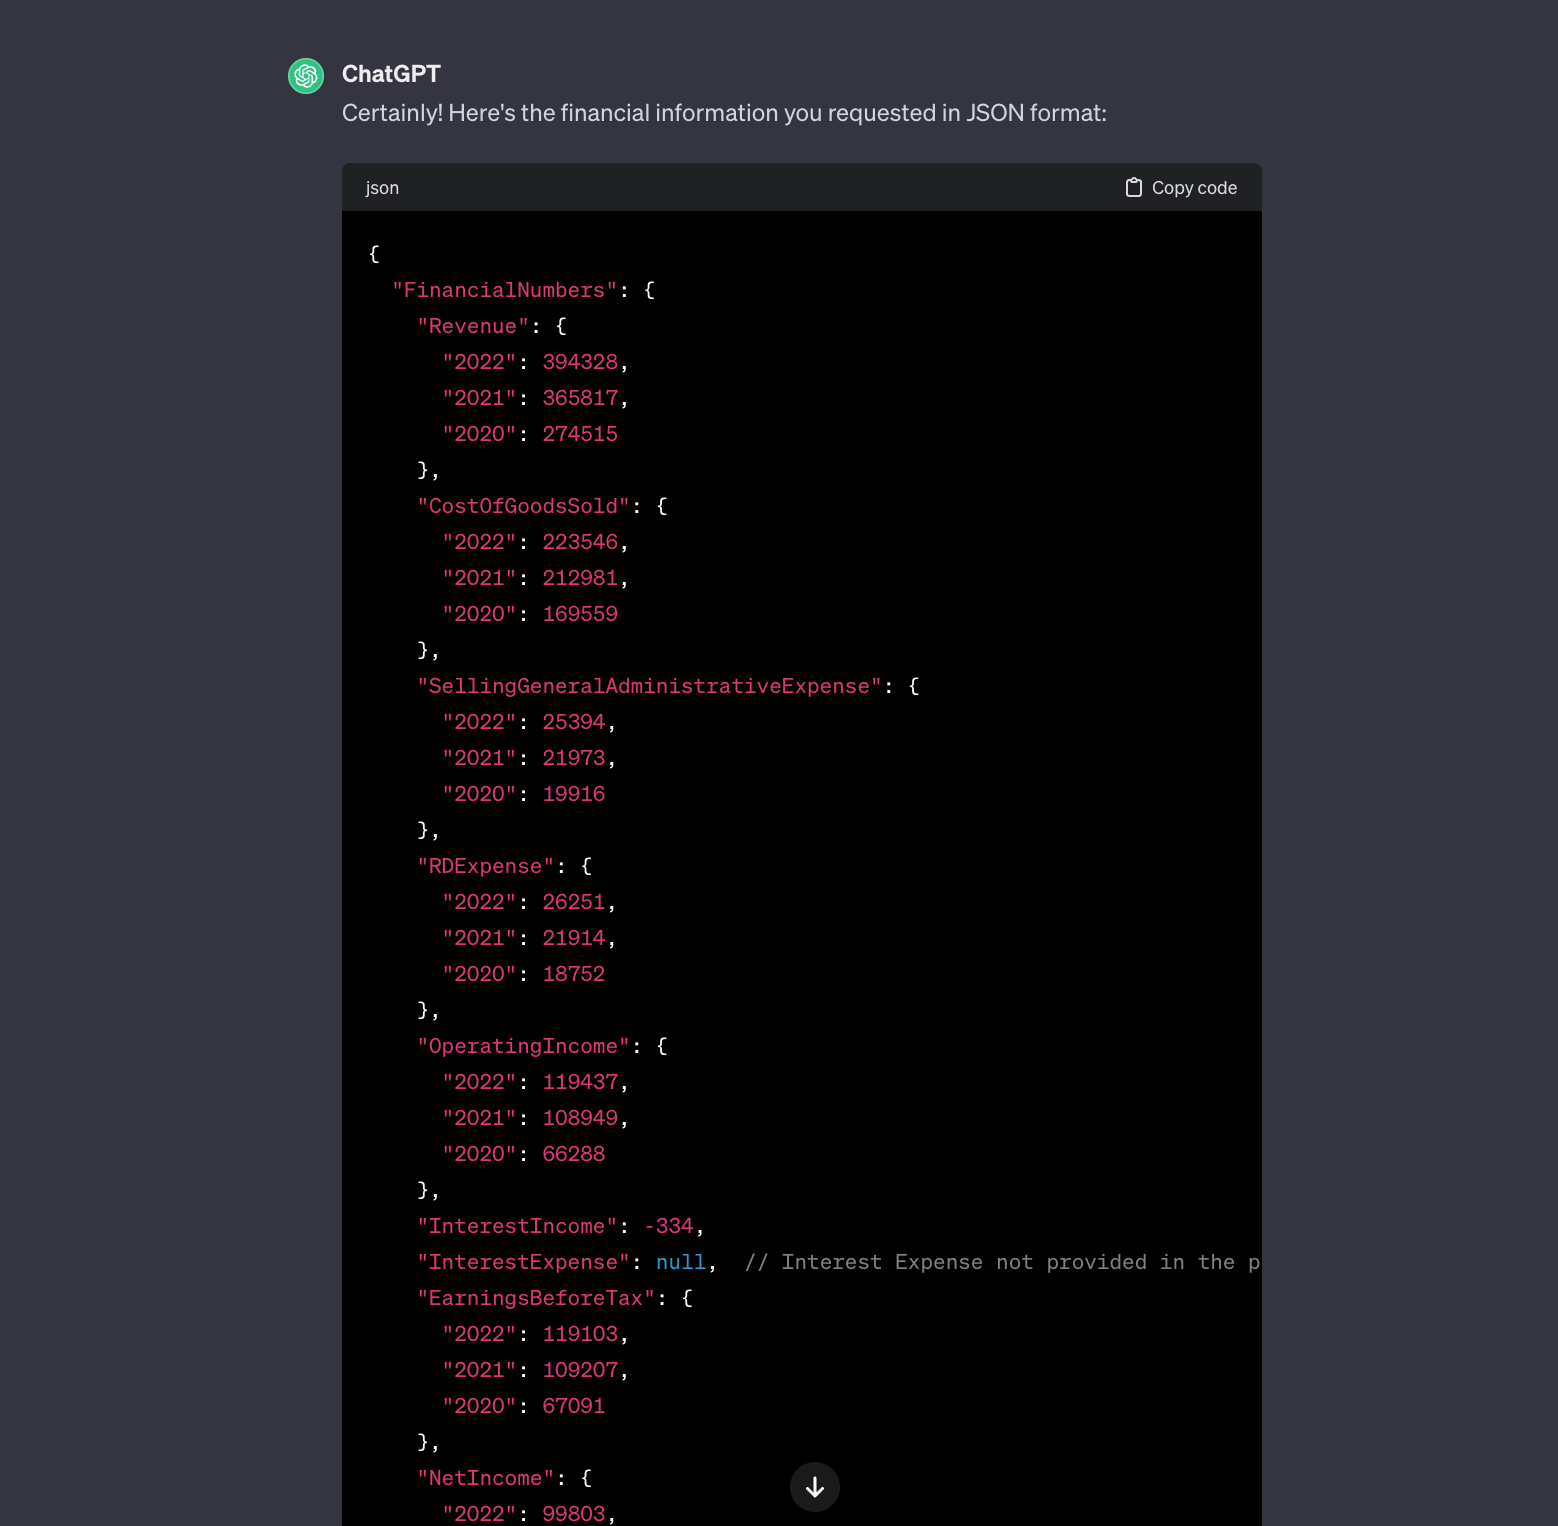 ChatGPT
Certainly! Here's the financial information you requested in JSON format:
json
Copy code
{
"FinancialNumbers": {
"Revenue": {
"2022": 394328,
"2021": 365817,
"2020": 274515
},
"CostOfGoodsSold": {
"2022": 223546,
"2021": 212981,
"2020": 169559
},
"SellingGeneralAdministrativeExpense": {
"2022": 25394,
"2021": 21973,
"2020": 19916
},
"RDExpense": {
"2022": 26251,
"2021": 21914,
"2020": 18752
},
"OperatingIncome": {
"2022": 119437,
"2021": 108949,
"2020": 66288
},
"InterestIncome": -334,
"InterestExpense": null,  // Interest Expense not provided in the p
"EarningsBeforeTax": {
"2022": 119103,
"2021": 109207,
"2020": 67091
},
"NetIncome": {
"2022": 99803,